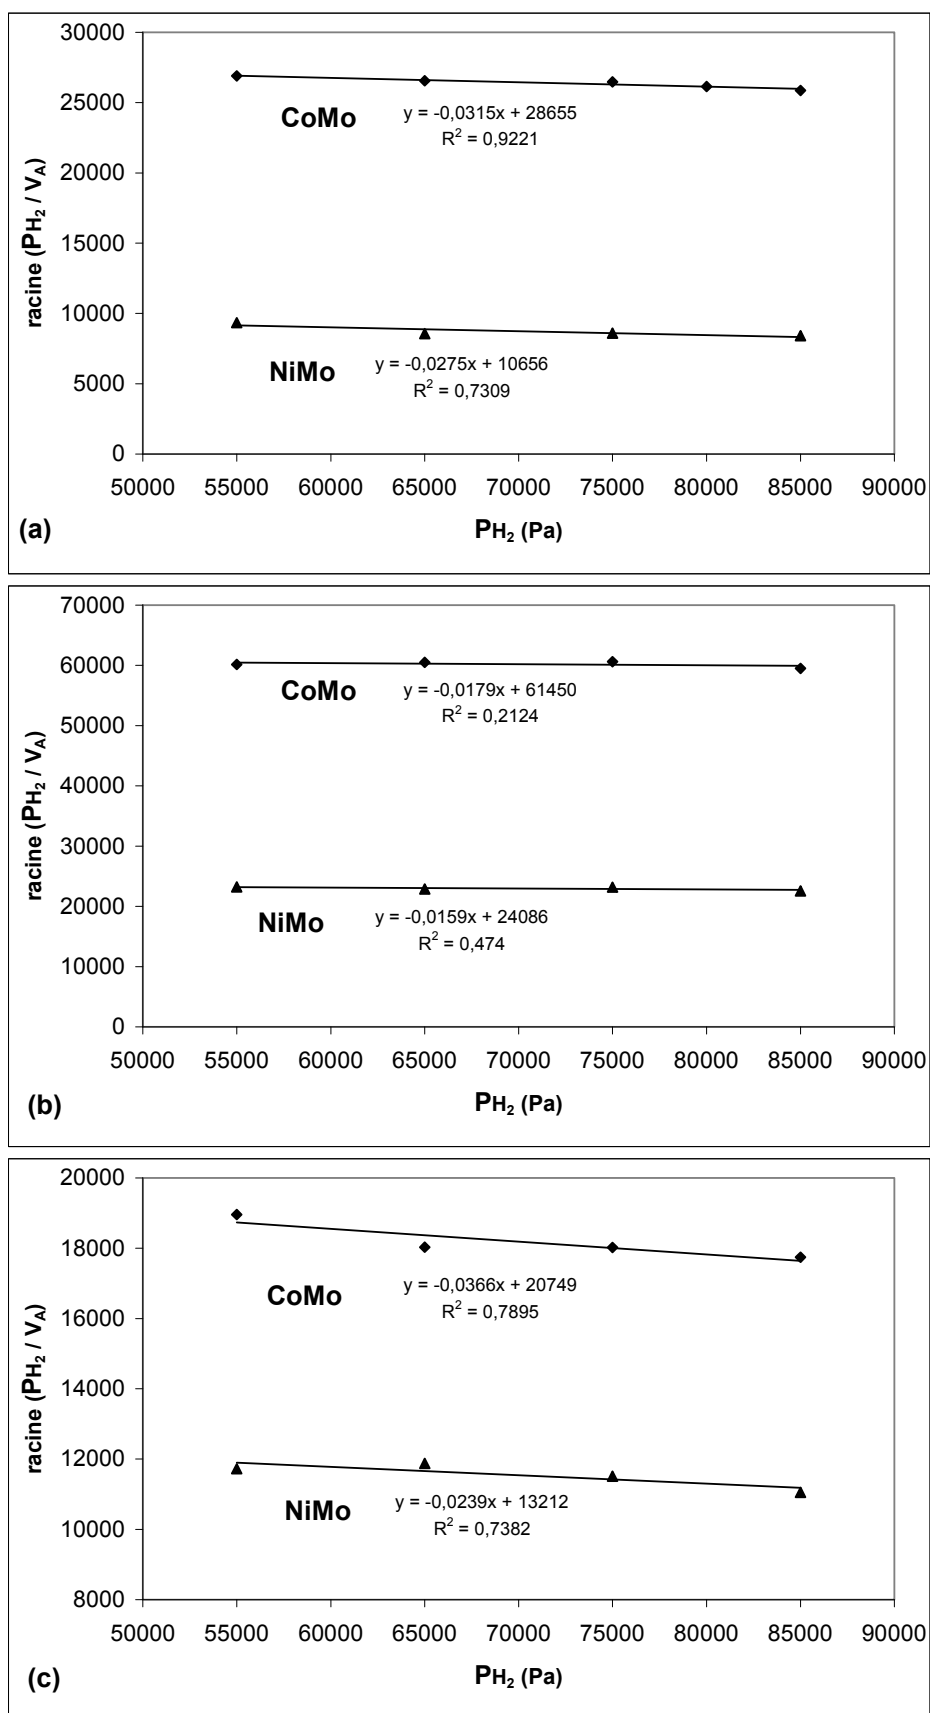 30000
25000
20000
15000
10000
5000
0
racine (PH₂ / VA)
CoMo
y = -0,0315x + 28655
R² = 0,9221
NiMo
y = -0,0275x + 10656
R² = 0,7309
50000 55000 60000 65000 70000 75000 80000 85000 90000
(a)
PH₂ (Pa)
70000
60000
50000
40000
30000
20000
10000
0
racine (PH₂ / VA)
CoMo
y = -0,0179x + 61450
R² = 0,2124
NiMo
y = -0,0159x + 24086
R² = 0,474
50000 55000 60000 65000 70000 75000 80000 85000 90000
(b)
PH₂ (Pa)
20000
18000
16000
14000
12000
10000
8000
racine (PH₂ / VA)
CoMo
y = -0,0366x + 20749
R² = 0,7895
NiMo
y = -0,0239x + 13212
R² = 0,7382
50000 55000 60000 65000 70000 75000 80000 85000 90000
(c)
PH₂ (Pa)